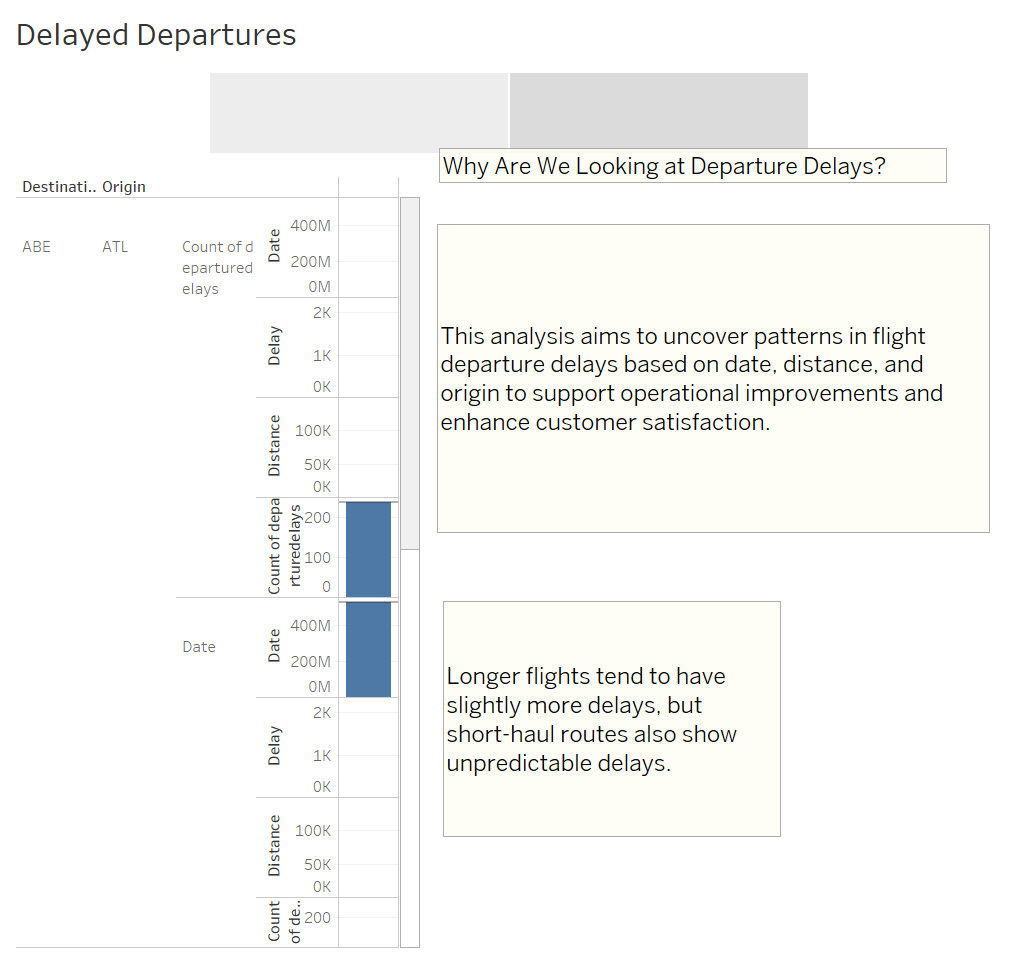 Delayed Departures
Why Are We Looking at Departure Delays?
Destinati.. Origin
ABE
ATL
Count of d
epartured
elays
Date
400M
200M
0M
Delay
2K
1K
0K
Distance
100K
50K
0K
Count of depa
rturedelays
200
100
0
Date
Date
400M
200M
0M
Delay
2K
1K
0K
Distance
100K
50K
0K
Count
of de..
200
This analysis aims to uncover patterns in flight
departure delays based on date, distance, and
origin to support operational improvements and
enhance customer satisfaction.
Longer flights tend to have
slightly more delays, but
short-haul routes also show
unpredictable delays.